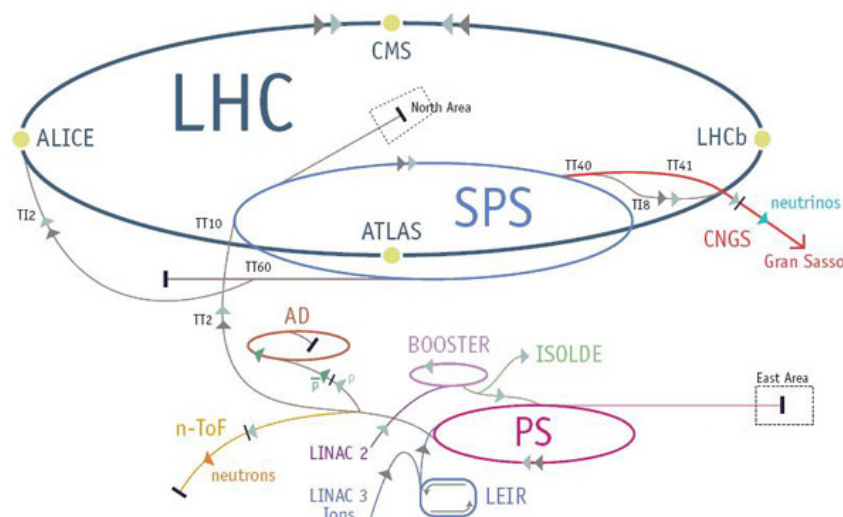 CMS
LHC
North Area
ALICE
LHCb
TT40
TT41
SPS
TI8
neutrinos
TI2
TT10
ATLAS
CNGS
Gran Sasso
TT60
TT2
AD
BOOSTER
ISOLDE
p
p
East Area
n-ToF
PS
LINAC 2
neutrons
LINAC 3
Ions
LEIR